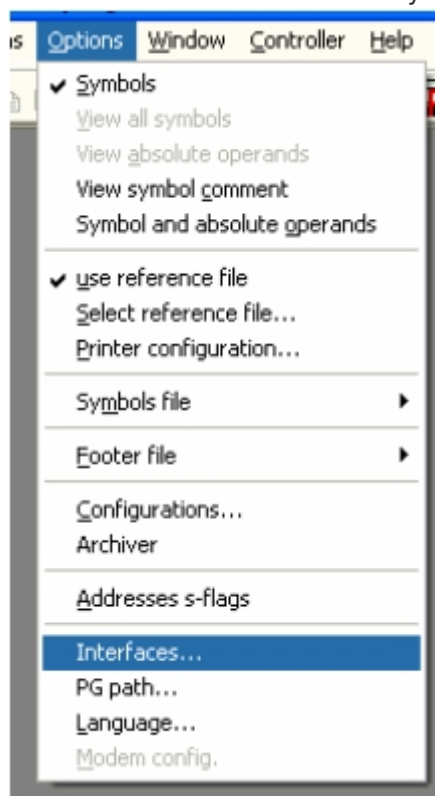 Options Window Controller Help
Symbols
View all symbols
View absolute operands
View symbol comment
Symbol and absolute operands
use reference file
Select reference file...
Printer configuration...
Symbols file
Footer file
Configurations...
Archiver
Addresses s-flags
Interfaces...
PG path...
Language...
Modem config.